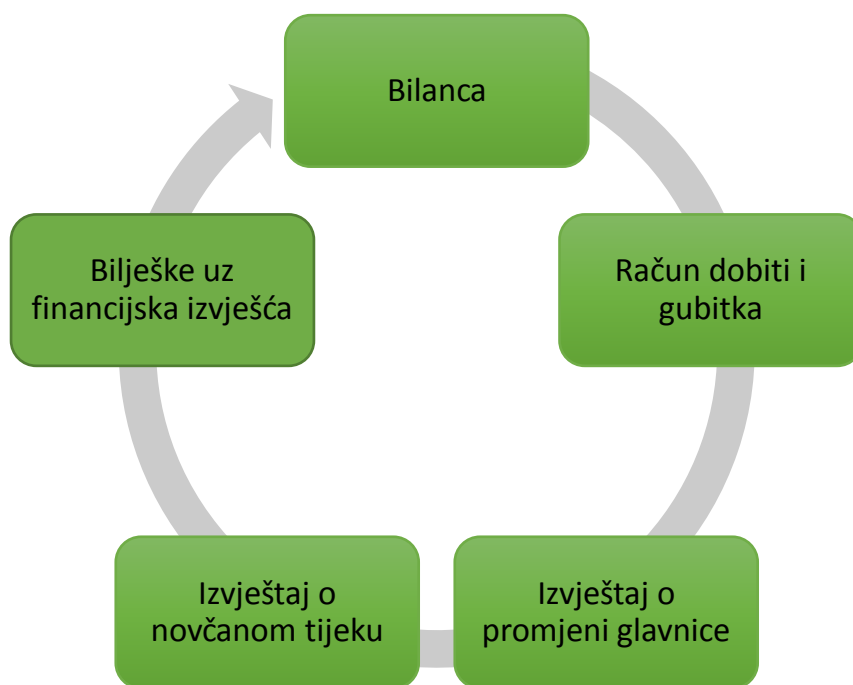 Bilanca
Račun dobiti i
gubitka
Izvještaj o
promjeni glavnice
Izvještaj o
novčanom tijeku
Bilješke uz
financijska izvješća